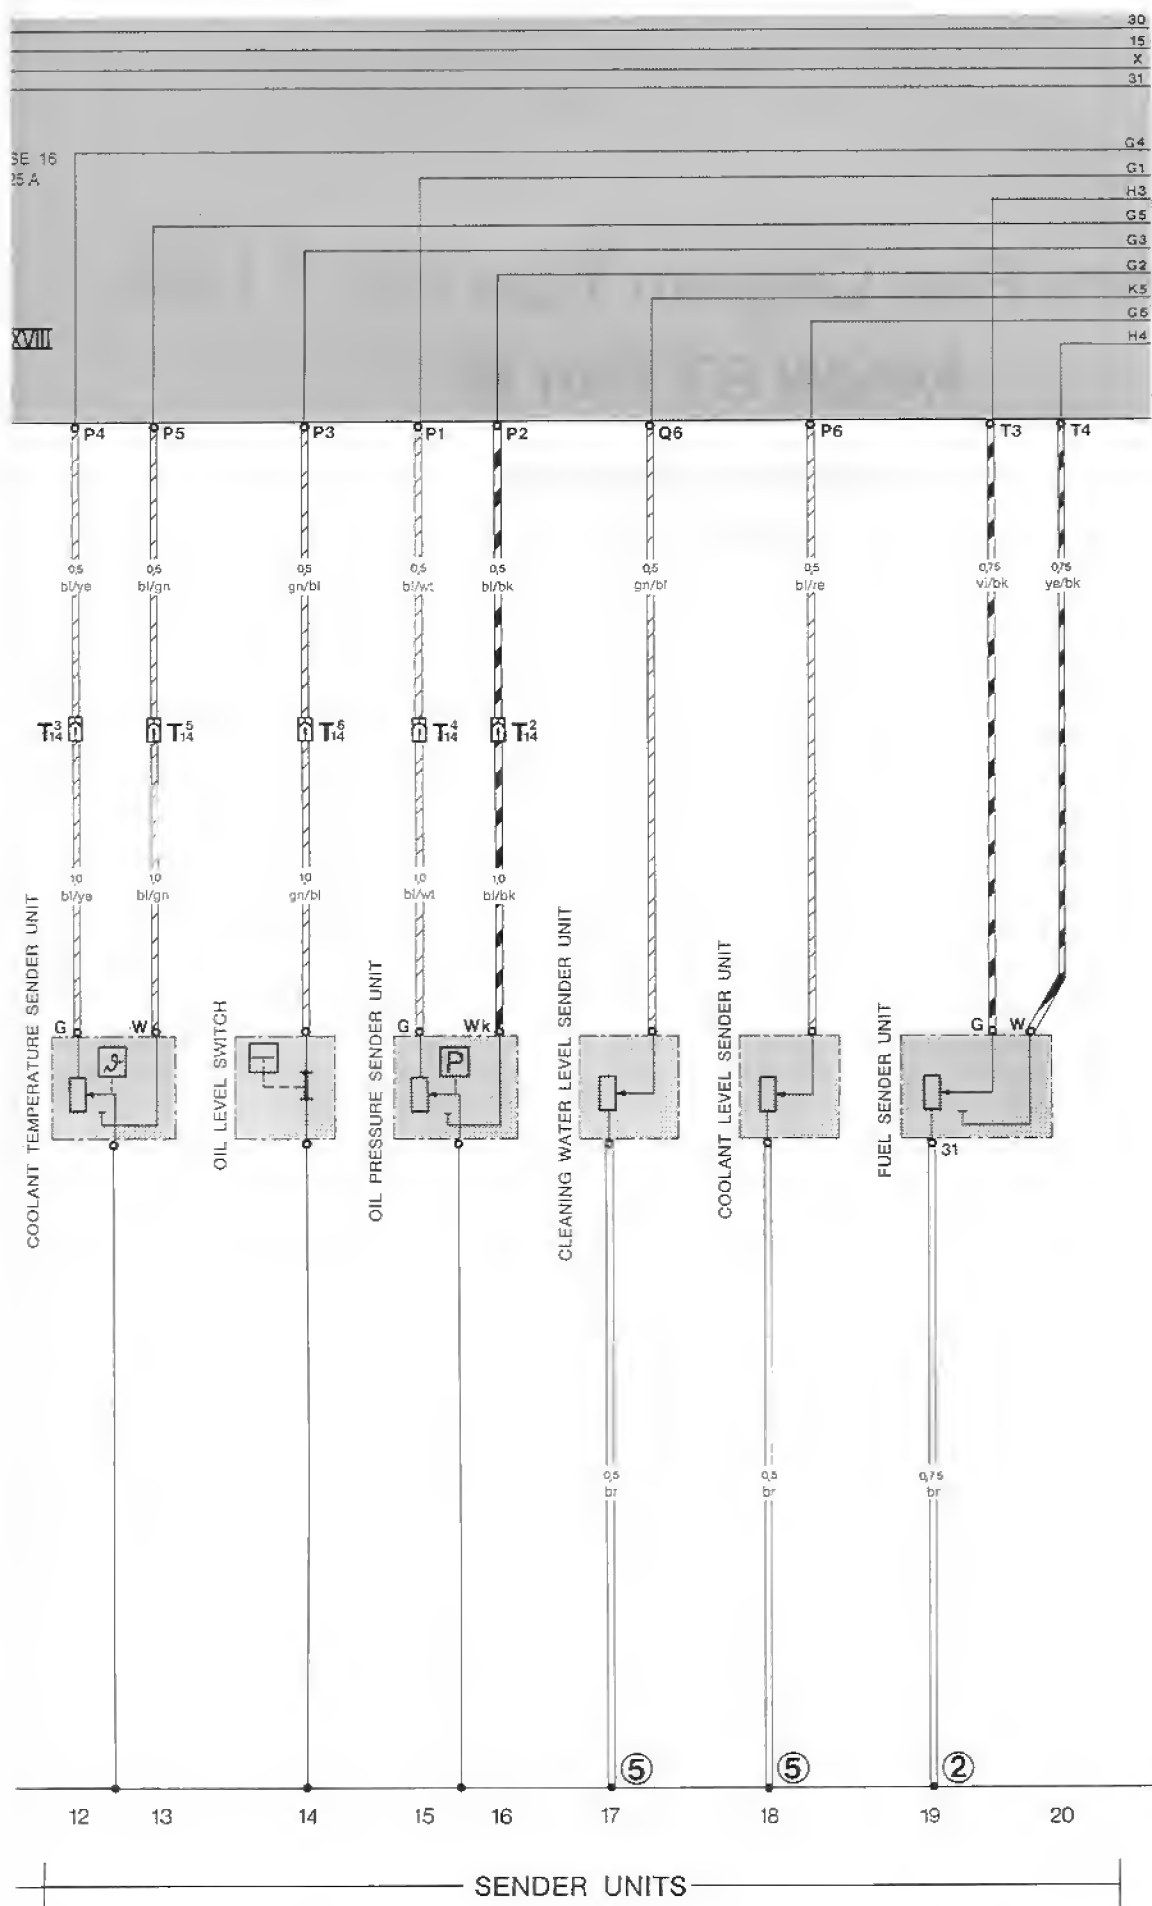 30
15
X
31
G4
SE 16
G1
25 A
H3
G5
G3
G2
K5
G6
XVIII
H4
P4 P5 P3 P1 P2 Q6 P6 T3 T4
0,5 0,5 0,5 0,5 0,5 0,5 0,5 0,75 0,75
bl/ye bl/gn gn/bl bl/wt bl/bk gn/bl bl/re vi/bk ye/bk
T14 3 T14 5 T14 6 T14 4 T14 2
1,0 1,0 1,0 1,0 1,0
bl/ye bl/gn gn/bl bl/wt bl/bk
COOLANT TEMPERATURE SENDER UNIT
OIL LEVEL SWITCH
OIL PRESSURE SENDER UNIT
CLEANING WATER LEVEL SENDER UNIT
COOLANT LEVEL SENDER UNIT
FUEL SENDER UNIT
G W G Wk G W
ϑ P
31
0,5 0,5 0,75
br br br
5 5 2
12 13 14 15 16 17 18 19 20
SENDER UNITS